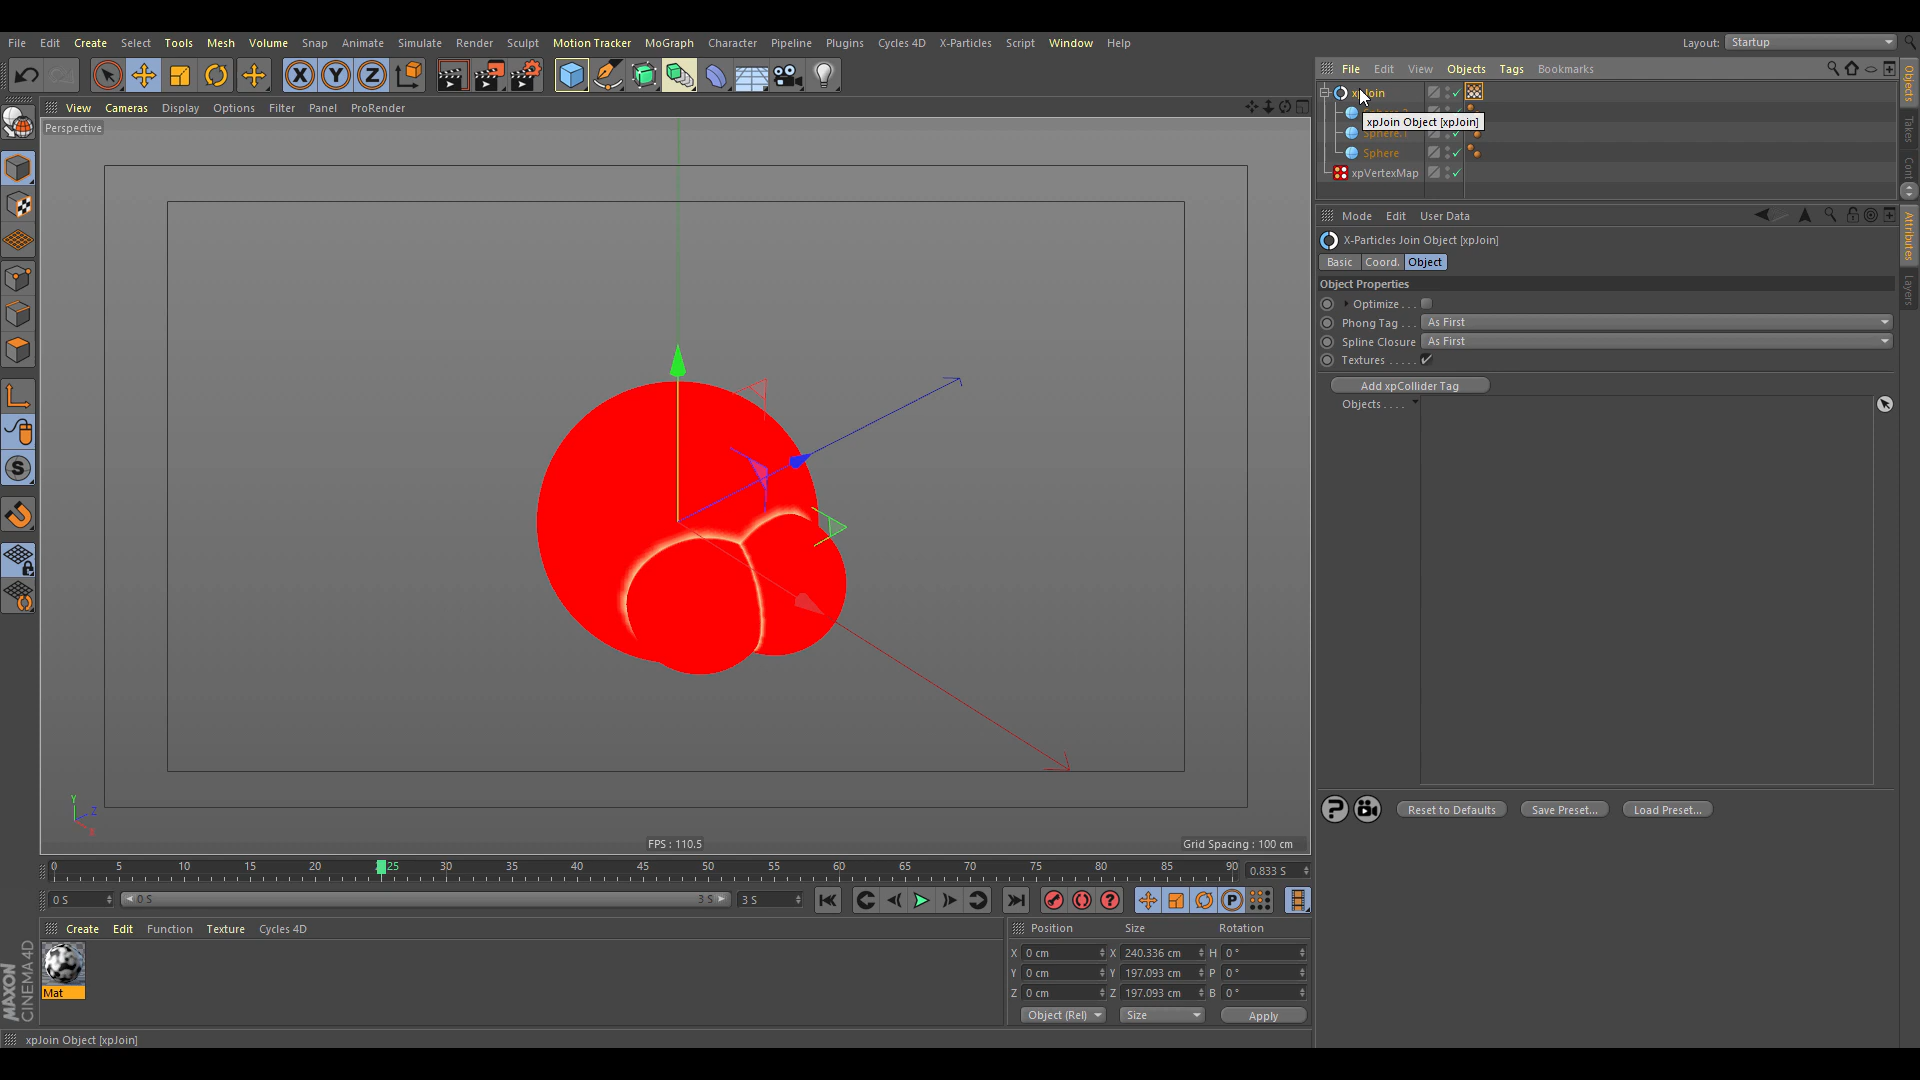 File Edit Create Select Tools Mesh Volume Snap Animate Simulate Render Sculpt Motion Tracker MoGraph Character Pipeline Plugins Cycles 4D X-Particles Script Window Help
Layout: Startup
X Y Z
File Edit View Objects Tags Bookmarks
View Cameras Display Options Filter Panel ProRender
Perspective
xpJoin Object [xpJoin]
Sphere.1
Sphere
xpVertexMap
Objects
Takes
Cont
Attributes
Layers
Mode Edit User Data
X-Particles Join Object [xpJoin]
Basic Coord. Object
Object Properties
Optimize . . .
Phong Tag . . . As First
Spline Closure As First
Textures . . . . .
Add xpCollider Tag
Objects . . . .
Reset to Defaults Save Preset... Load Preset...
Y
Z
X
FPS : 110.5
Grid Spacing : 100 cm
0 5 10 15 20 25 30 35 40 45 50 55 60 65 70 75 80 85 90
0.833 S
0 S 0 S 3 S 3 S
P
Create Edit Function Texture Cycles 4D
Mat
MAXON
CINEMA 4D
Position Size Rotation
X 0 cm X 240.336 cm H 0 °
Y 0 cm Y 197.093 cm P 0 °
Z 0 cm Z 197.093 cm B 0 °
Object (Rel) Size Apply
xpJoin Object [xpJoin]